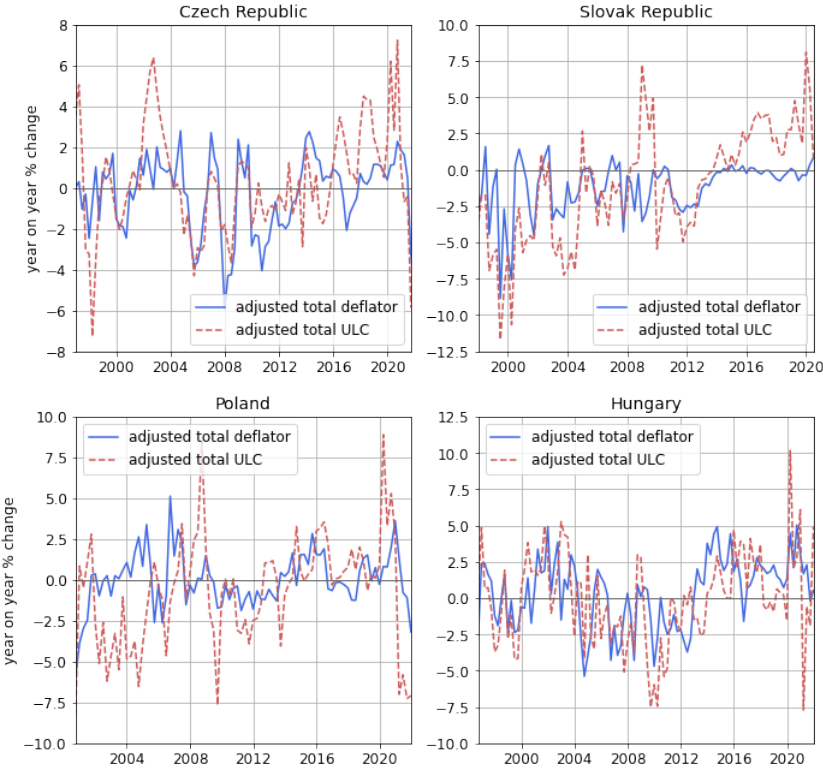 Czech Republic
8
6
4
2
0
−2
−4
−6
−8
year on year % change
adjusted total deflator
adjusted total ULC
2000 2004 2008 2012 2016 2020
Slovak Republic
10.0
7.5
5.0
2.5
0.0
−2.5
−5.0
−7.5
−10.0
−12.5
adjusted total deflator
adjusted total ULC
2000 2004 2008 2012 2016 2020
Poland
10.0
7.5
5.0
2.5
0.0
−2.5
−5.0
−7.5
−10.0
year on year % change
adjusted total deflator
adjusted total ULC
2004 2008 2012 2016 2020
Hungary
12.5
10.0
7.5
5.0
2.5
0.0
−2.5
−5.0
−7.5
−10.0
adjusted total deflator
adjusted total ULC
2000 2004 2008 2012 2016 2020